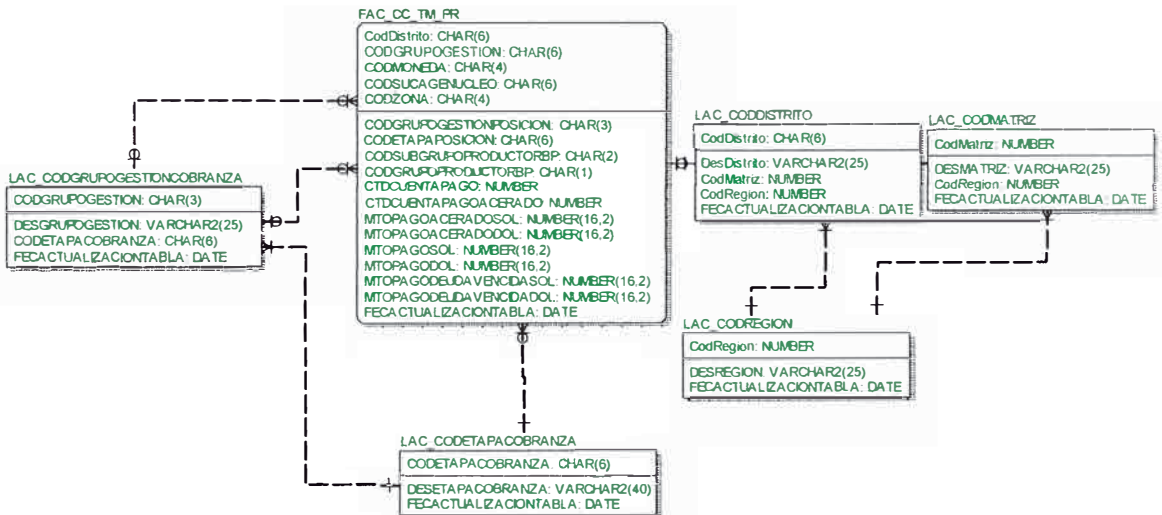 FAC_CC_TM_PR
CodDistrito: CHAR(6)
CODGRUPOGESTION: CHAR(6)
CODMONEDA: CHAR(4)
CODSUCAGENUCLEO: CHAR(6)
CODZONA: CHAR(4)
CODGRUPOGESTIONPOSICION: CHAR(3)
CODETAPAPOSICION: CHAR(6)
CODSUBGRUPOPRODUCTORBP: CHAR(2)
CODGRUPOPRODUCTORBP: CHAR(1)
CTDCUENTAPAGO: NUMBER
CTDCUENTAPAGOACERADO: NUMBER
MTOPAGOACERADOSOL: NUMBER(16,2)
MTOPAGOACERADODOL: NUMBER(16,2)
MTOPAGOSOL: NUMBER(16,2)
MTOPAGODOL: NUMBER(16,2)
MTOPAGODEUDAVENCIDASOL: NUMBER(16,2)
MTOPAGODEUDAVENCIDADOL: NUMBER(16,2)
FECACTUALIZACIONTABLA: DATE
LAC_CODGRUPOGESTIONCOBRANZA
CODGRUPOGESTION: CHAR(3)
DESGRUPOGESTION: VARCHAR2(25)
CODETAPACOBRANZA: CHAR(6)
FECACTUALIZACIONTABLA: DATE
LAC_CODDISTRITO
CodDistrito: CHAR(6)
DesDistrito: VARCHAR2(25)
CodMatriz: NUMBER
CodRegion: NUMBER
FECACTUALIZACIONTABLA: DATE
LAC_CODMATRIZ
CodMatriz: NUMBER
DESMATRIZ: VARCHAR2(25)
CodRegion: NUMBER
FECACTUALIZACIONTABLA: DATE
LAC_CODREGION
CodRegion: NUMBER
DESREGION: VARCHAR2(25)
FECACTUALIZACIONTABLA: DATE
LAC_CODETAPACOBRANZA
CODETAPACOBRANZA: CHAR(6)
DESETAPACOBRANZA: VARCHAR2(40)
FECACTUALIZACIONTABLA: DATE